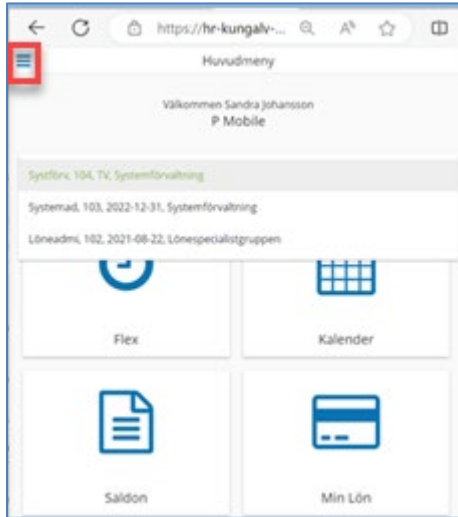 https://hr-kungalv-...
Huvudmeny
Välkommen Sandra Johansson
P Mobile
Systförv, 104, TV, Systemförvaltning
Systemad, 103, 2022-12-31, Systemförvaltning
Löneadmi, 102, 2021-08-22, Lönespecialistgruppen
Flex
Kalender
Saldon
Min Lön